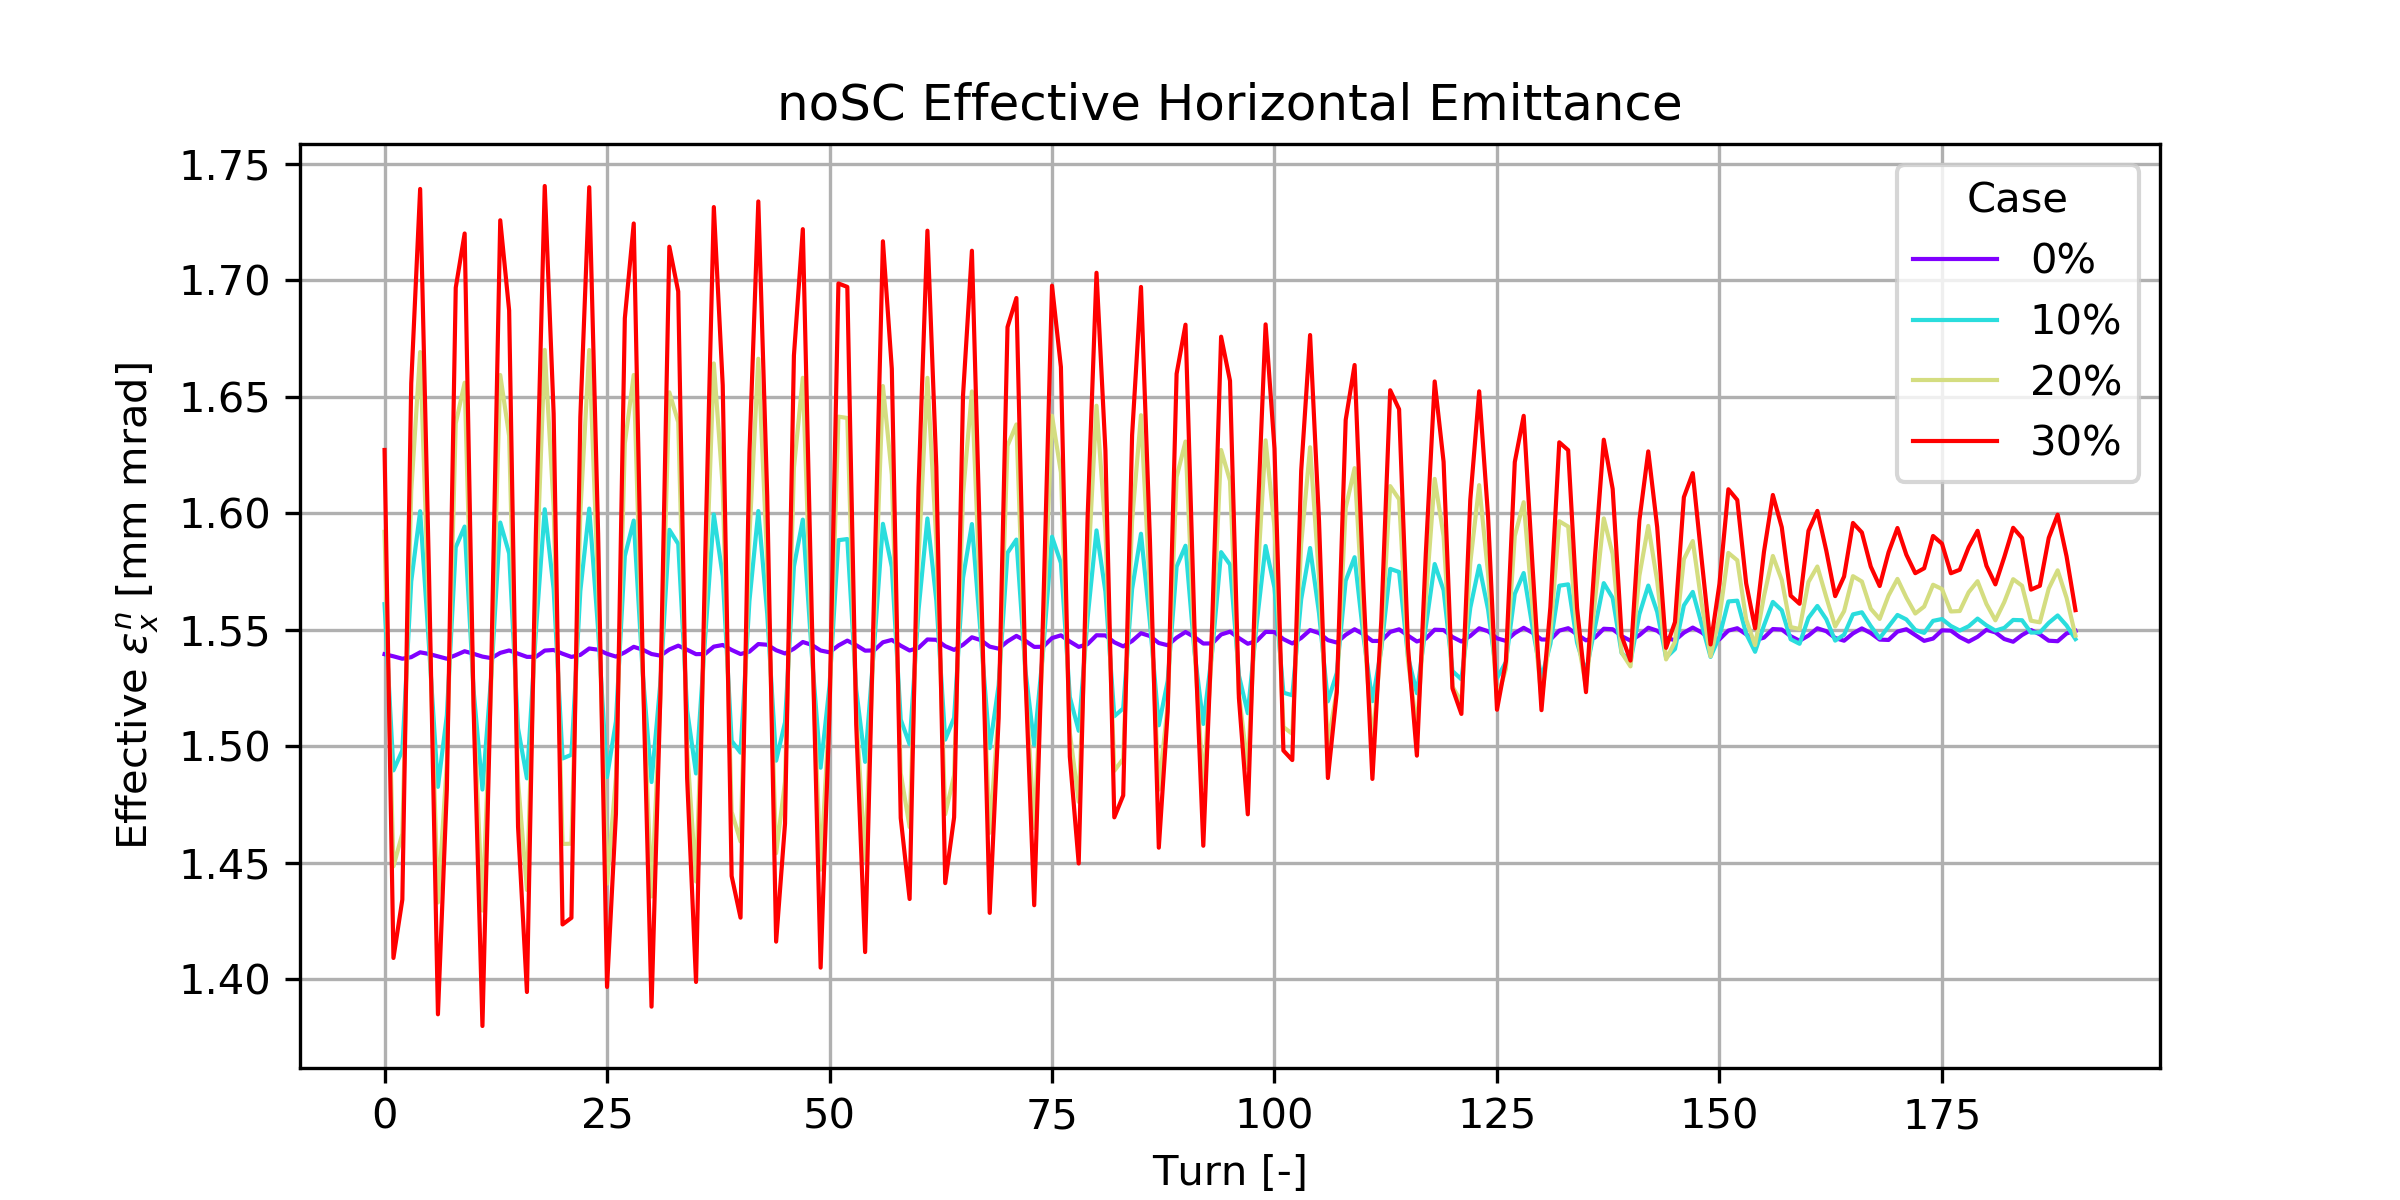 noSC Effective Horizontal Emittance
1.75
1.70
1.65
1.60
1.55
1.50
1.45
1.40
Effective εₓⁿ [mm mrad]
Case
0%
10%
20%
30%
0 25 50 75 100 125 150 175
Turn [-]